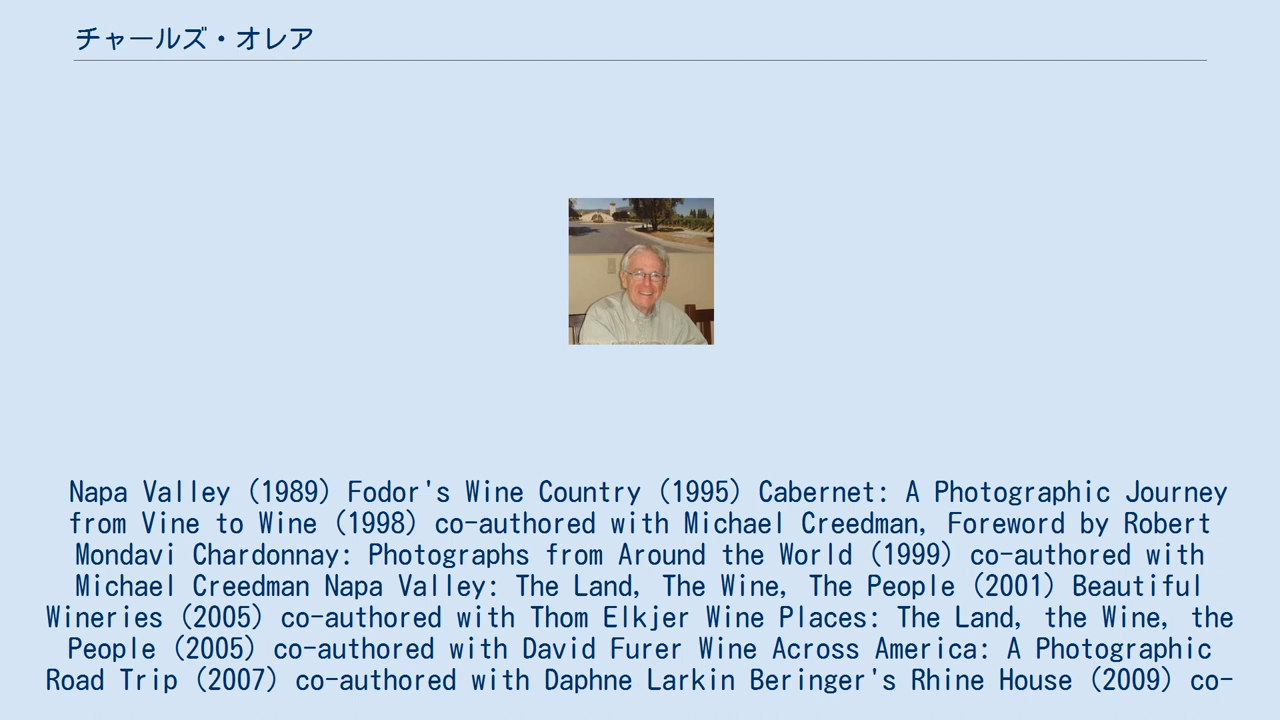 チャールズ・オレア
Napa Valley (1989) Fodor's Wine Country (1995) Cabernet: A Photographic Journey
from Vine to Wine (1998) co-authored with Michael Creedman, Foreword by Robert
Mondavi Chardonnay: Photographs from Around the World (1999) co-authored with
Michael Creedman Napa Valley: The Land, The Wine, The People (2001) Beautiful
Wineries (2005) co-authored with Thom Elkjer Wine Places: The Land, the Wine, the
People (2005) co-authored with David Furer Wine Across America: A Photographic
Road Trip (2007) co-authored with Daphne Larkin Beringer's Rhine House (2009) co-